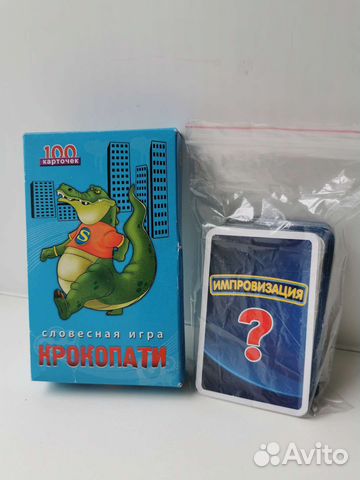 100
карточек
S
словесная игра
КРОКОПАТИ
ИМПРОВИЗАЦИЯ
?
Avito